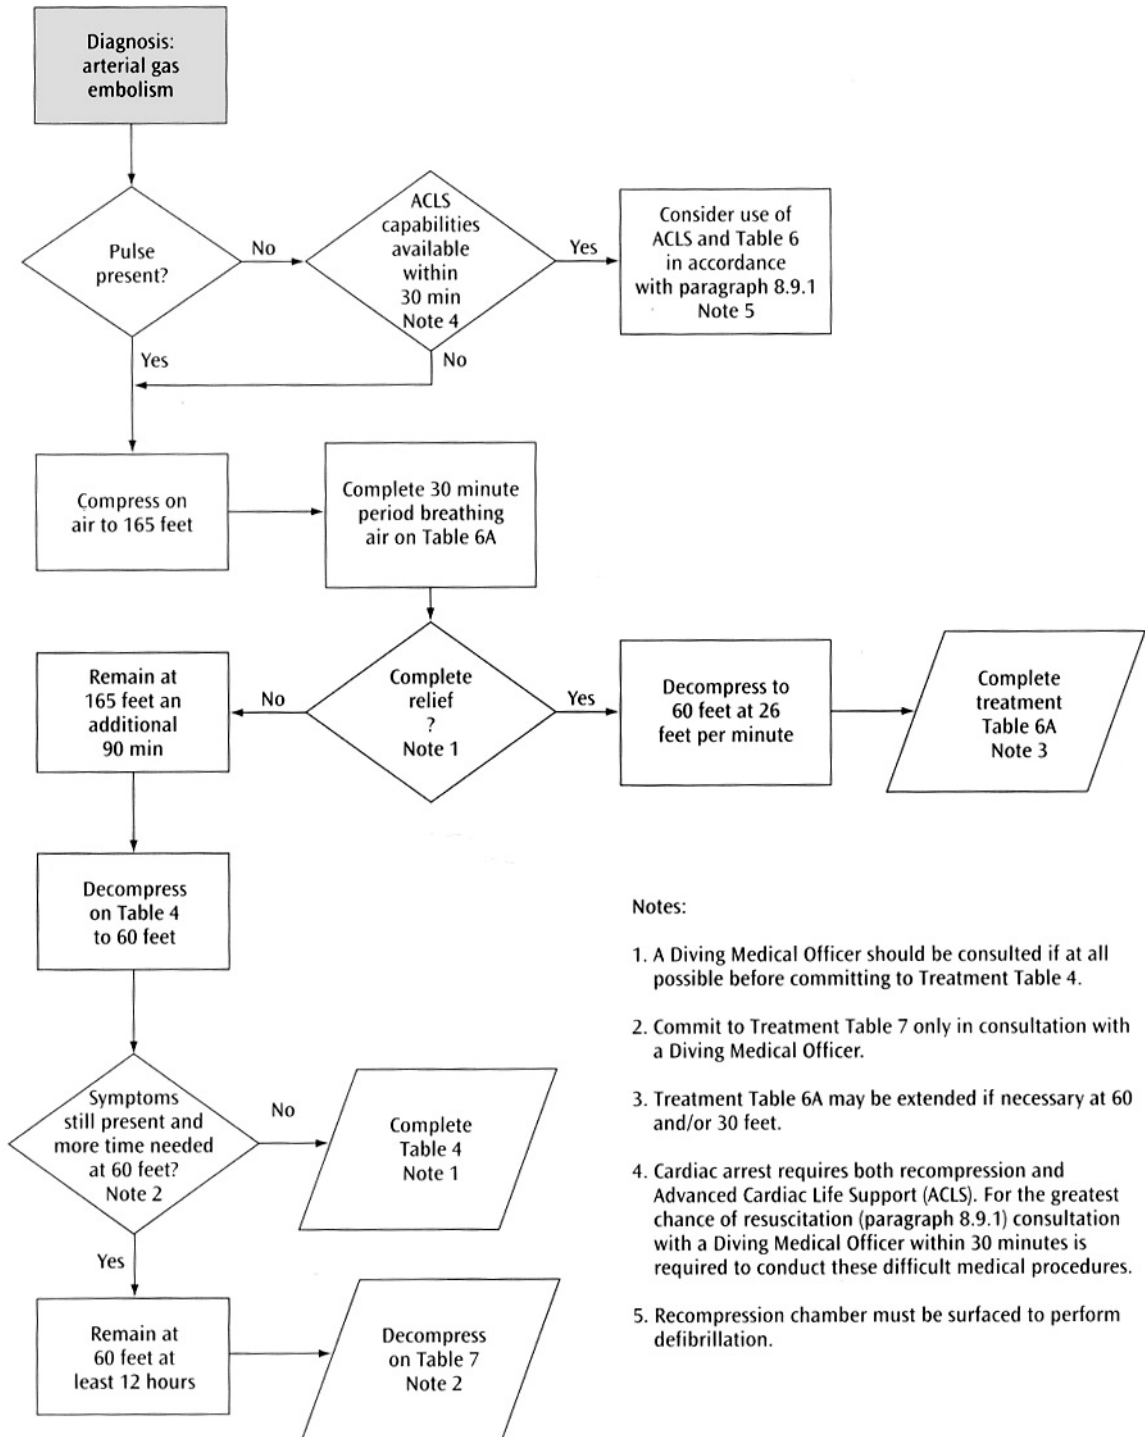 Diagnosis:
arterial gas
embolism
Pulse
present?
No
ACLS
capabilities
available
within
30 min
Note 4
Yes
Consider use of
ACLS and Table 6
in accordance
with paragraph 8.9.1
Note 5
Yes
No
Compress on
air to 165 feet
Complete 30 minute
period breathing
air on Table 6A
Remain at
165 feet an
additional
90 min
No
Complete
relief
?
Note 1
Yes
Decompress to
60 feet at 26
feet per minute
Complete
treatment
Table 6A
Note 3
Decompress
on Table 4
to 60 feet
Symptoms
still present and
more time needed
at 60 feet?
Note 2
No
Complete
Table 4
Note 1
Yes
Remain at
60 feet at
least 12 hours
Decompress
on Table 7
Note 2
Notes:
1. A Diving Medical Officer should be consulted if at all
possible before committing to Treatment Table 4.
2. Commit to Treatment Table 7 only in consultation with
a Diving Medical Officer.
3. Treatment Table 6A may be extended if necessary at 60
and/or 30 feet.
4. Cardiac arrest requires both recompression and
Advanced Cardiac Life Support (ACLS). For the greatest
chance of resuscitation (paragraph 8.9.1) consultation
with a Diving Medical Officer within 30 minutes is
required to conduct these difficult medical procedures.
5. Recompression chamber must be surfaced to perform
defibrillation.